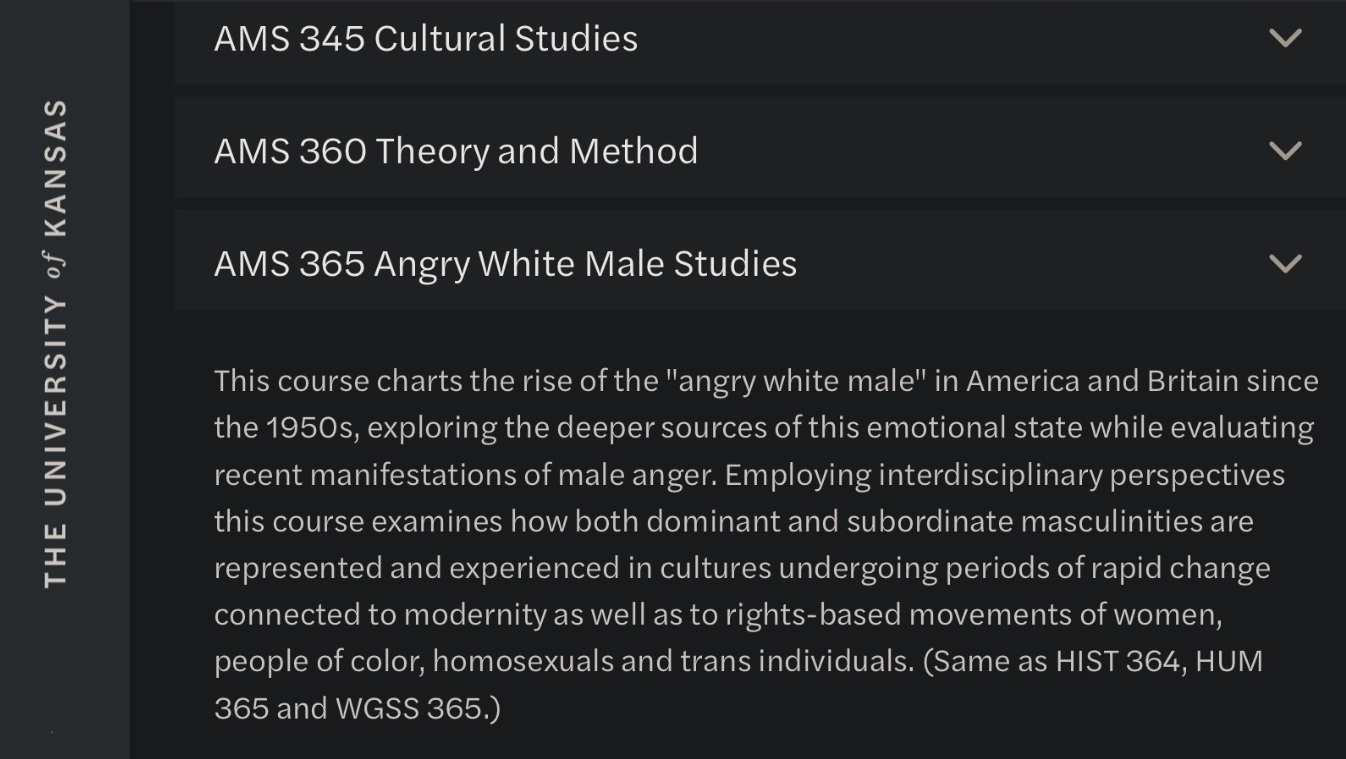 THE UNIVERSITY of KANSAS
AMS 345 Cultural Studies
AMS 360 Theory and Method
AMS 365 Angry White Male Studies
This course charts the rise of the "angry white male" in America and Britain since
the 1950s, exploring the deeper sources of this emotional state while evaluating
recent manifestations of male anger. Employing interdisciplinary perspectives
this course examines how both dominant and subordinate masculinities are
represented and experienced in cultures undergoing periods of rapid change
connected to modernity as well as to rights-based movements of women,
people of color, homosexuals and trans individuals. (Same as HIST 364, HUM
365 and WGSS 365.)